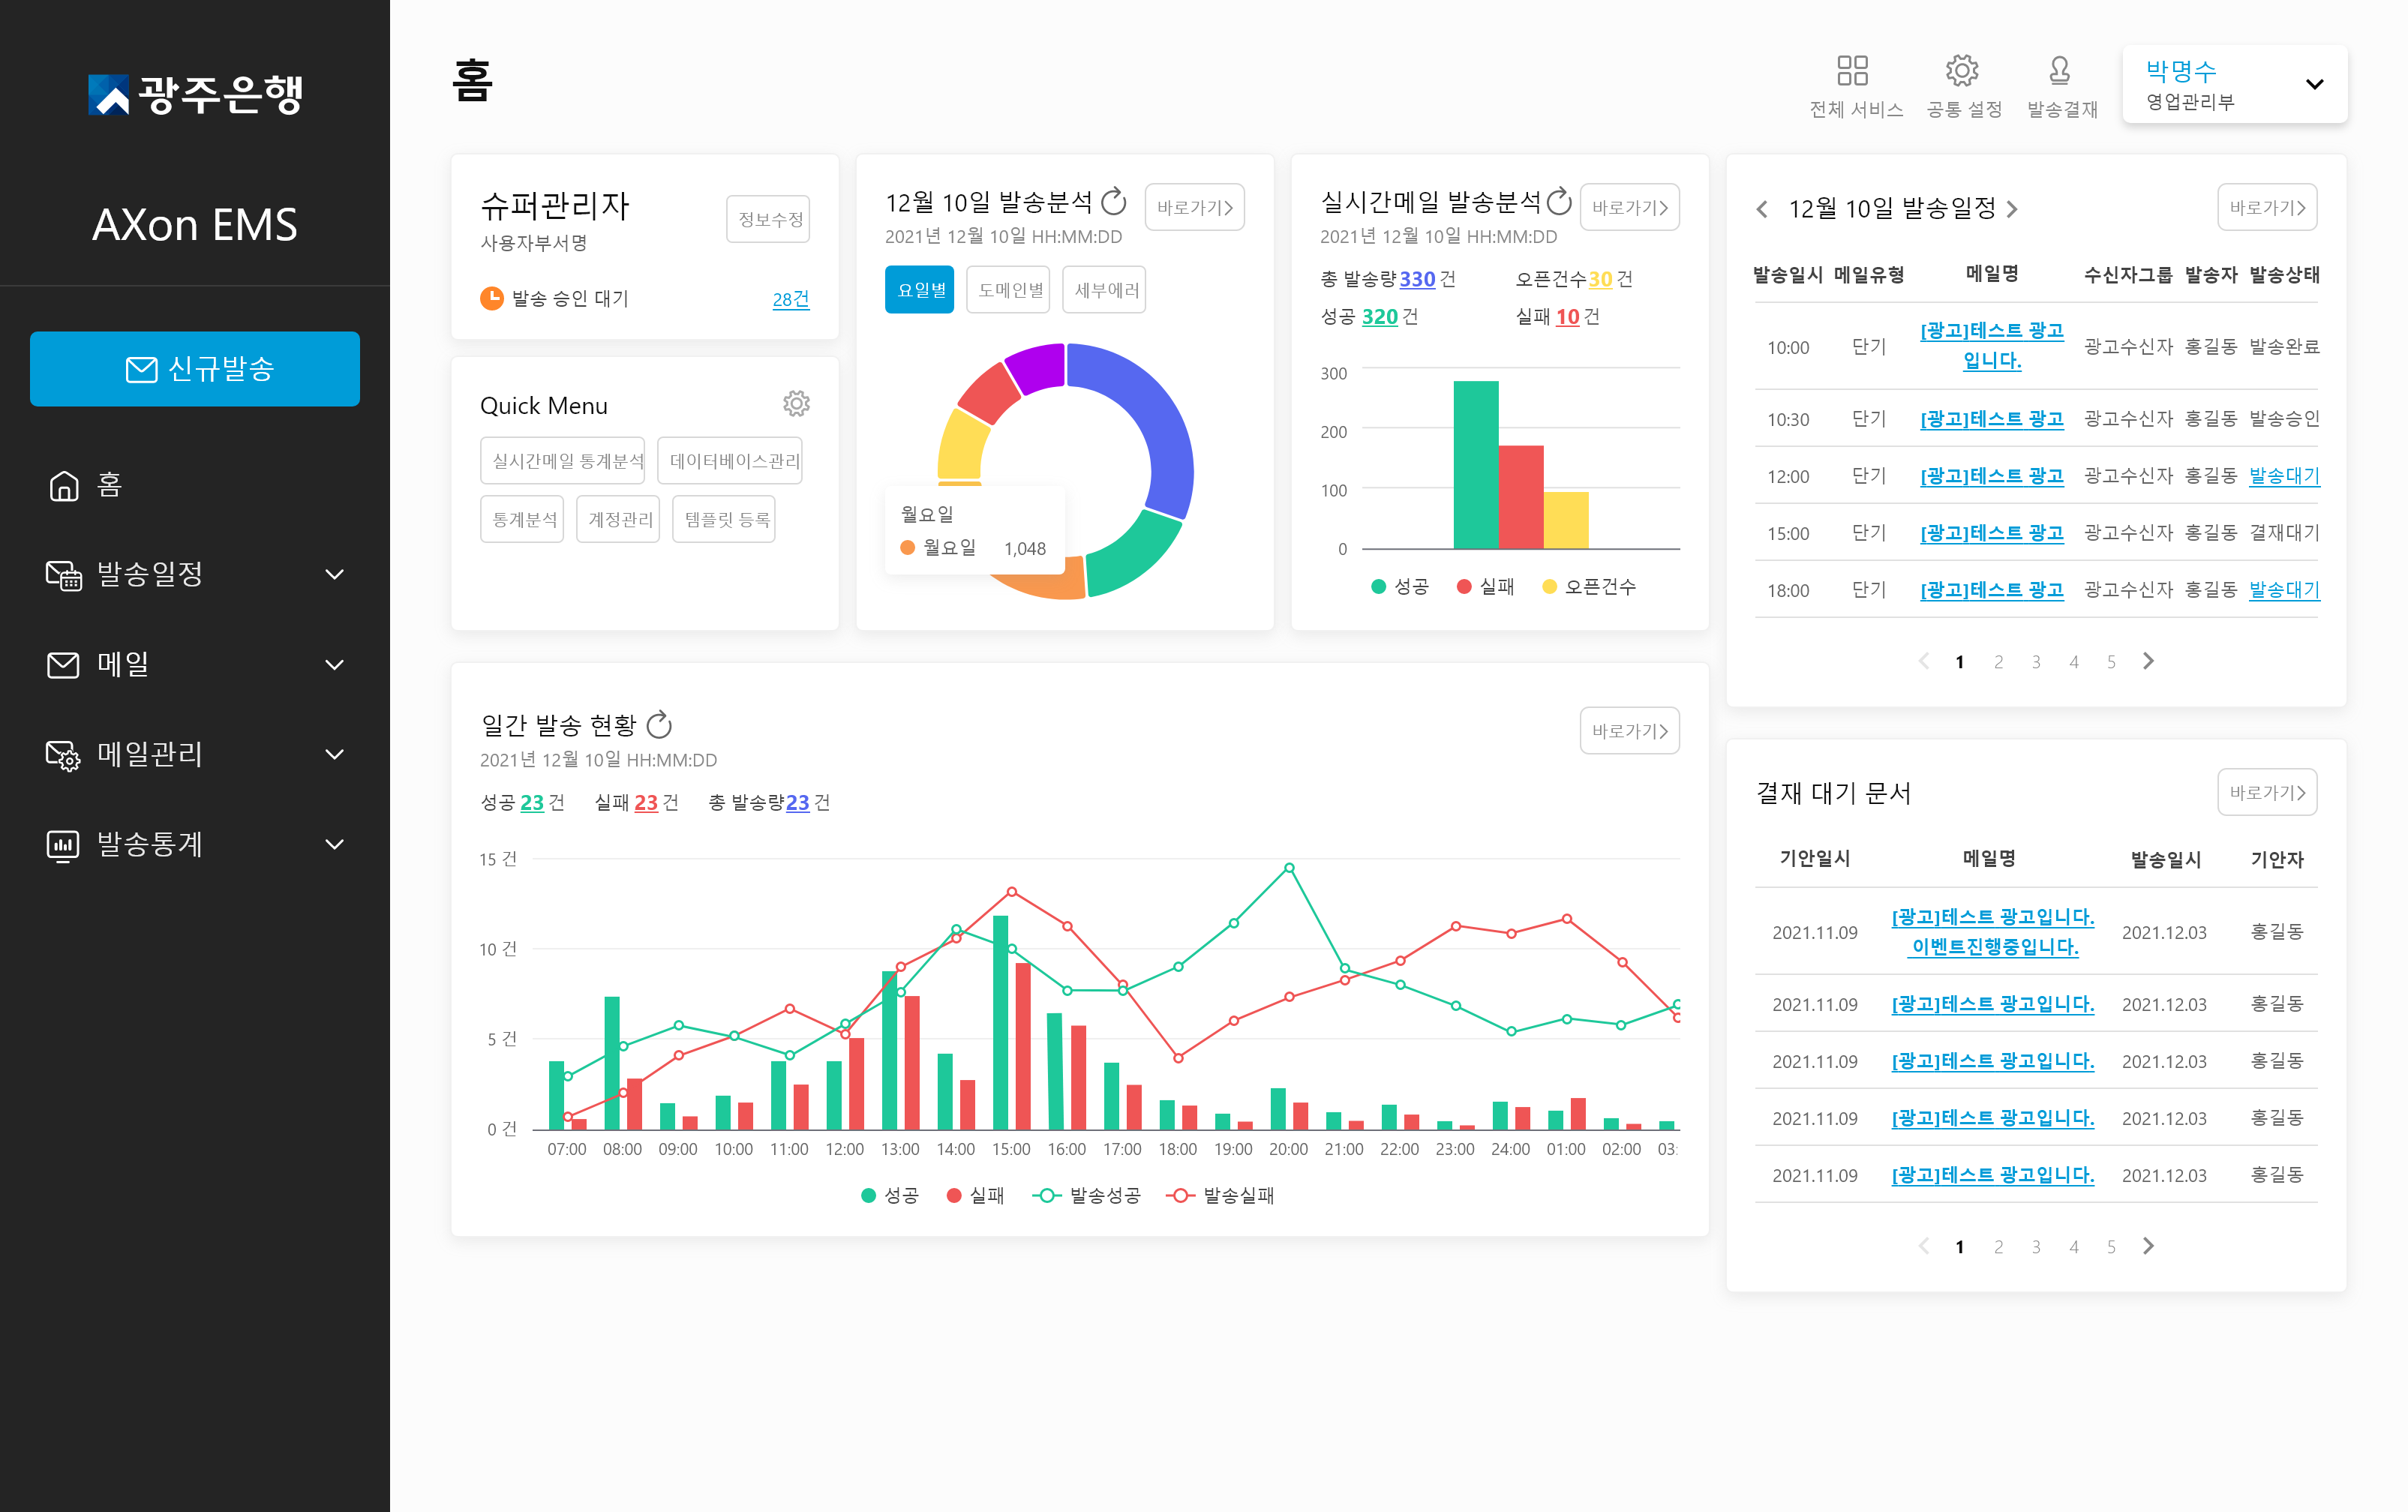 광주은행
AXon EMS
신규발송
홈
발송일정
메일
메일관리
발송통계
홈
전체 서비스
공통 설정
발송결재
박명수
영업관리부
슈퍼관리자
사용자부서명
정보수정
발송 승인 대기
28건
Quick Menu
실시간메일 통계분석
데이터베이스관리
통계분석
계정관리
템플릿 등록
12월 10일 발송분석
바로가기
2021년 12월 10일 HH:MM:DD
요일별
도메인별
세부에러
월요일
월요일 1,048
실시간메일 발송분석
바로가기
2021년 12월 10일 HH:MM:DD
총 발송량 330 건
오픈건수 30 건
성공 320 건
실패 10 건
300
200
100
0
성공 실패 오픈건수
12월 10일 발송일정
바로가기
발송일시 메일유형 메일명 수신자그룹 발송자 발송상태
10:00 단기 [광고]테스트 광고 광고수신자 홍길동 발송완료
입니다.
10:30 단기 [광고]테스트 광고 광고수신자 홍길동 발송승인
12:00 단기 [광고]테스트 광고 광고수신자 홍길동 발송대기
15:00 단기 [광고]테스트 광고 광고수신자 홍길동 결재대기
18:00 단기 [광고]테스트 광고 광고수신자 홍길동 발송대기
1 2 3 4 5
일간 발송 현황
바로가기
2021년 12월 10일 HH:MM:DD
성공 23 건 실패 23 건 총 발송량 23 건
15 건
10 건
5 건
0 건
07:00 08:00 09:00 10:00 11:00 12:00 13:00 14:00 15:00 16:00 17:00 18:00 19:00 20:00 21:00 22:00 23:00 24:00 01:00 02:00 03:
성공 실패 발송성공 발송실패
결재 대기 문서
바로가기
기안일시 메일명 발송일시 기안자
2021.11.09 [광고]테스트 광고입니다. 2021.12.03 홍길동
이벤트진행중입니다.
2021.11.09 [광고]테스트 광고입니다. 2021.12.03 홍길동
2021.11.09 [광고]테스트 광고입니다. 2021.12.03 홍길동
2021.11.09 [광고]테스트 광고입니다. 2021.12.03 홍길동
2021.11.09 [광고]테스트 광고입니다. 2021.12.03 홍길동
1 2 3 4 5